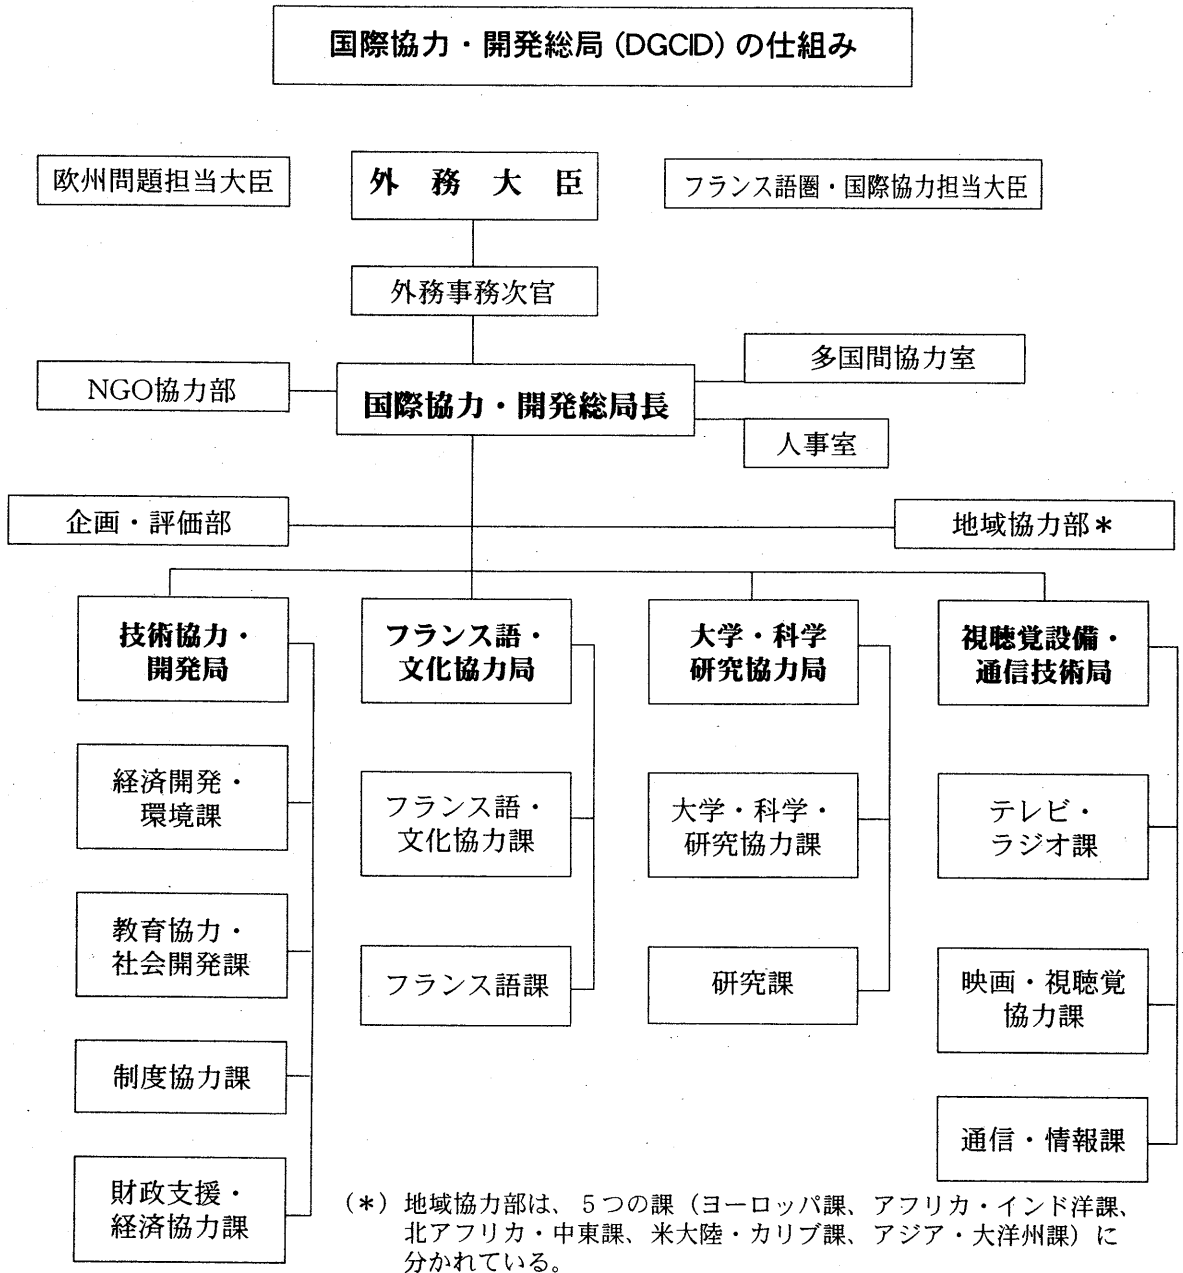 国際協力・開発総局(DGCID)の仕組み
欧州問題担当大臣
外務大臣
フランス語圏・国際協力担当大臣
外務事務次官
多国間協力室
NGO協力部
国際協力・開発総局長
人事室
企画・評価部
地域協力部*
技術協力・
開発局
フランス語・
文化協力局
大学・科学
研究協力局
視聴覚設備・
通信技術局
経済開発・
環境課
フランス語・
文化協力課
大学・科学・
研究協力課
テレビ・
ラジオ課
教育協力・
社会開発課
フランス語課
研究課
映画・視聴覚
協力課
制度協力課
通信・情報課
財政支援・
経済協力課
(*)地域協力部は、5つの課(ヨーロッパ課、アフリカ・インド洋課、
北アフリカ・中東課、米大陸・カリブ課、アジア・大洋州課)に
分かれている。